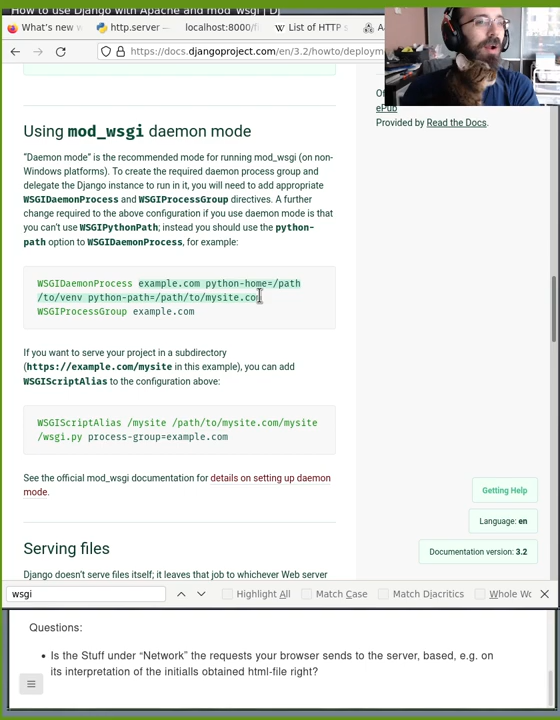 How to use Django with Apache and mod_wsgi | Dj
What's new
http.server —
localhost:8000/f
List of HTTP s
https://docs.djangoproject.com/en/3.2/howto/deploym
ePub
Provided by Read the Docs.
Using mod_wsgi daemon mode
"Daemon mode" is the recommended mode for running mod_wsgi (on non-
Windows platforms). To create the required daemon process group and
delegate the Django instance to run in it, you will need to add appropriate
WSGIDaemonProcess and WSGIProcessGroup directives. A further
change required to the above configuration if you use daemon mode is that
you can't use WSGIPythonPath; instead you should use the python-
path option to WSGIDaemonProcess, for example:
WSGIDaemonProcess example.com python-home=/path
/to/venv python-path=/path/to/mysite.com
WSGIProcessGroup example.com
If you want to serve your project in a subdirectory
(https://example.com/mysite in this example), you can add
WSGIScriptAlias to the configuration above:
WSGIScriptAlias /mysite /path/to/mysite.com/mysite
/wsgi.py process-group=example.com
See the official mod_wsgi documentation for details on setting up daemon
mode.
Getting Help
Language: en
Documentation version: 3.2
Serving files
Django doesn't serve files itself; it leaves that job to whichever Web server
wsgi
Highlight All
Match Case
Match Diacritics
Whole Wo
Questions:
• Is the Stuff under "Network" the requests your browser sends to the server, based, e.g. on
its interpretation of the initialls obtained html-file right?